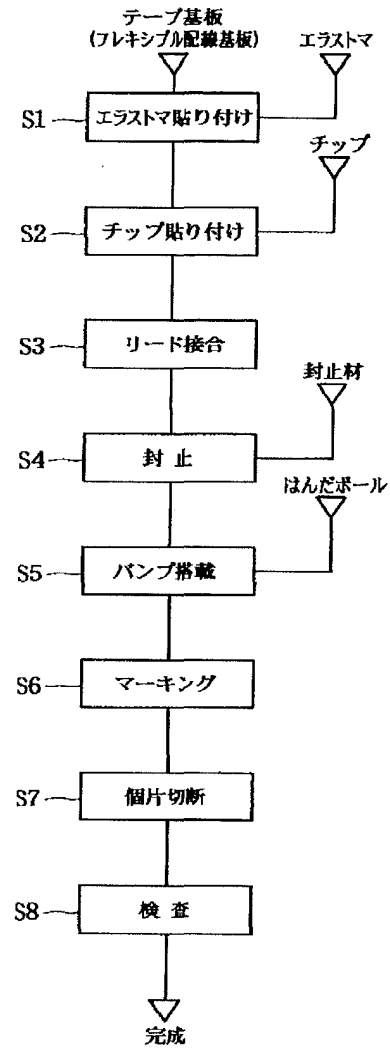 テープ基板
(フレキシブル配線基板)
エラストマ
S1
エラストマ貼り付け
チップ
S2
チップ貼り付け
S3
リード接合
封止材
S4
封 止
はんだボール
S5
バンプ搭載
S6
マーキング
S7
個片切断
S8
検 査
完成